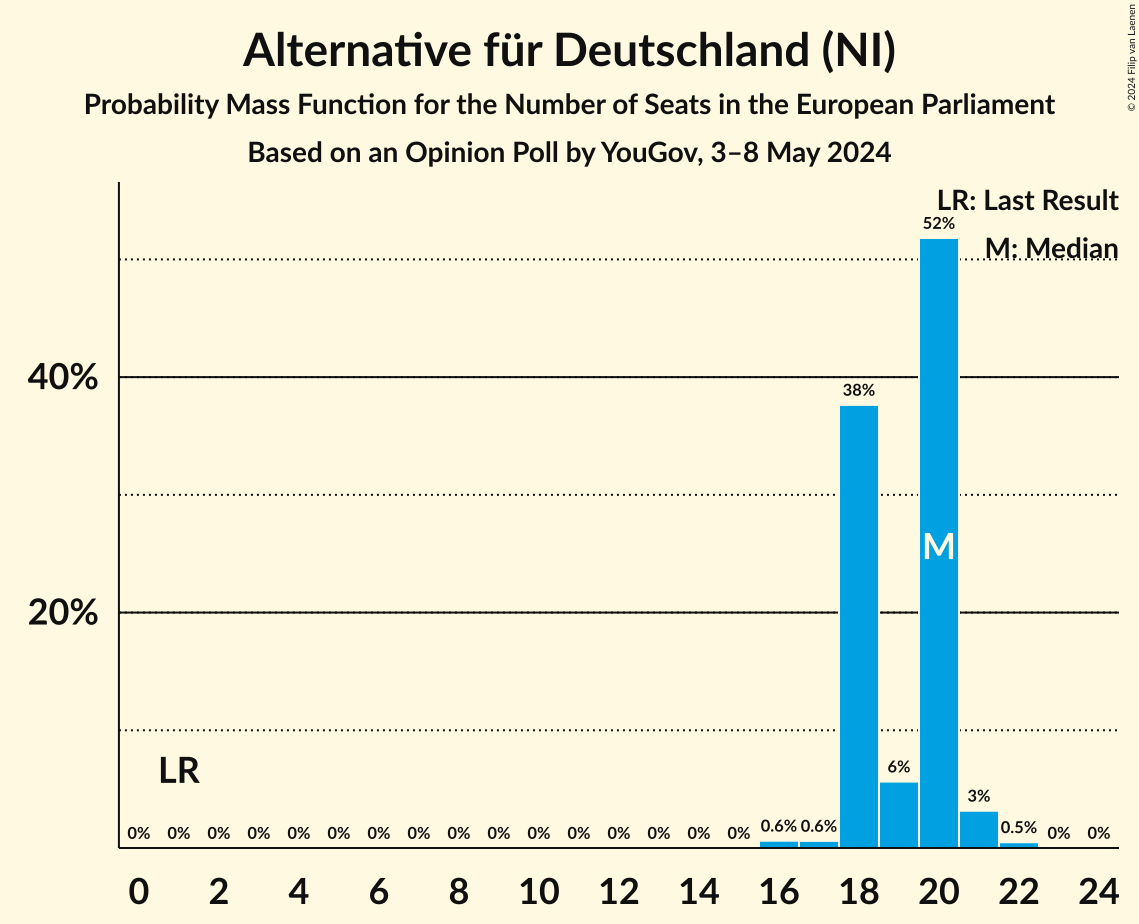 Alternative für Deutschland (NI)
Probability Mass Function for the Number of Seats in the European Parliament
Based on an Opinion Poll by YouGov, 3–8 May 2024
© 2024 Filip van Laenen
LR: Last Result
52%
M: Median
40%
38%
M
20%
LR
6%
3%
0% 0% 0% 0% 0% 0% 0% 0% 0% 0% 0% 0% 0% 0% 0% 0% 0.6% 0.6% 0.5% 0% 0%
0 2 4 6 8 10 12 14 16 18 20 22 24